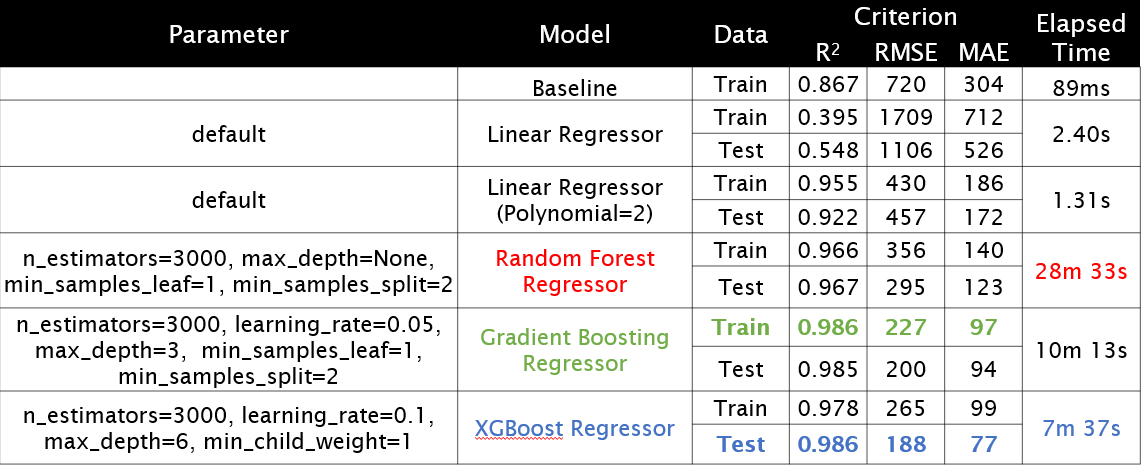 Parameter Model Data Criterion Elapsed Time
R² RMSE MAE
Baseline Train 0.867 720 304 89ms
default Linear Regressor Train 0.395 1709 712 2.40s
Test 0.548 1106 526
default Linear Regressor (Polynomial=2) Train 0.955 430 186 1.31s
Test 0.922 457 172
n_estimators=3000, max_depth=None,
min_samples_leaf=1, min_samples_split=2
Random Forest
Regressor
Train 0.966 356 140
Test 0.967 295 123
28m 33s
n_estimators=3000, learning_rate=0.05,
max_depth=3, min_samples_leaf=1,
min_samples_split=2
Gradient Boosting
Regressor
Train 0.986 227 97
Test 0.985 200 94
10m 13s
n_estimators=3000, learning_rate=0.1,
max_depth=6, min_child_weight=1
XGBoost Regressor
Train 0.978 265 99
Test 0.986 188 77
7m 37s